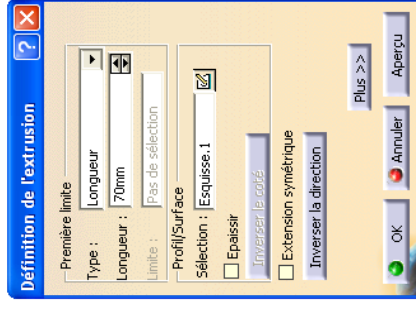 Définition de l'extrusion
Première limite
Type : Longueur
Longueur : 70mm
Limite : Pas de sélection
Profil/Surface
Sélection : Esquisse.1
Epaissir
Inverser le coté
Extension symétrique
Inverser la direction
Plus >>
OK Annuler Aperçu